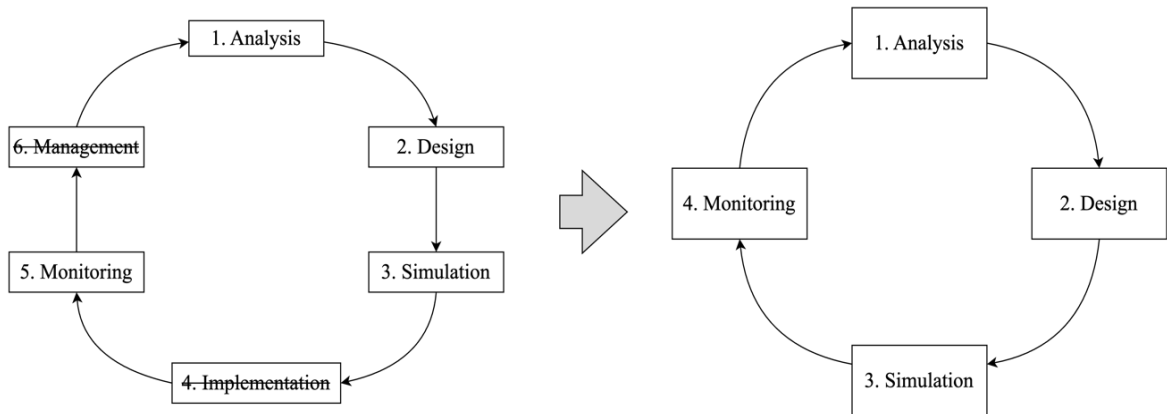 1. Analysis
2. Design
3. Simulation
4. Implementation
5. Monitoring
6. Management
1. Analysis
2. Design
3. Simulation
4. Monitoring